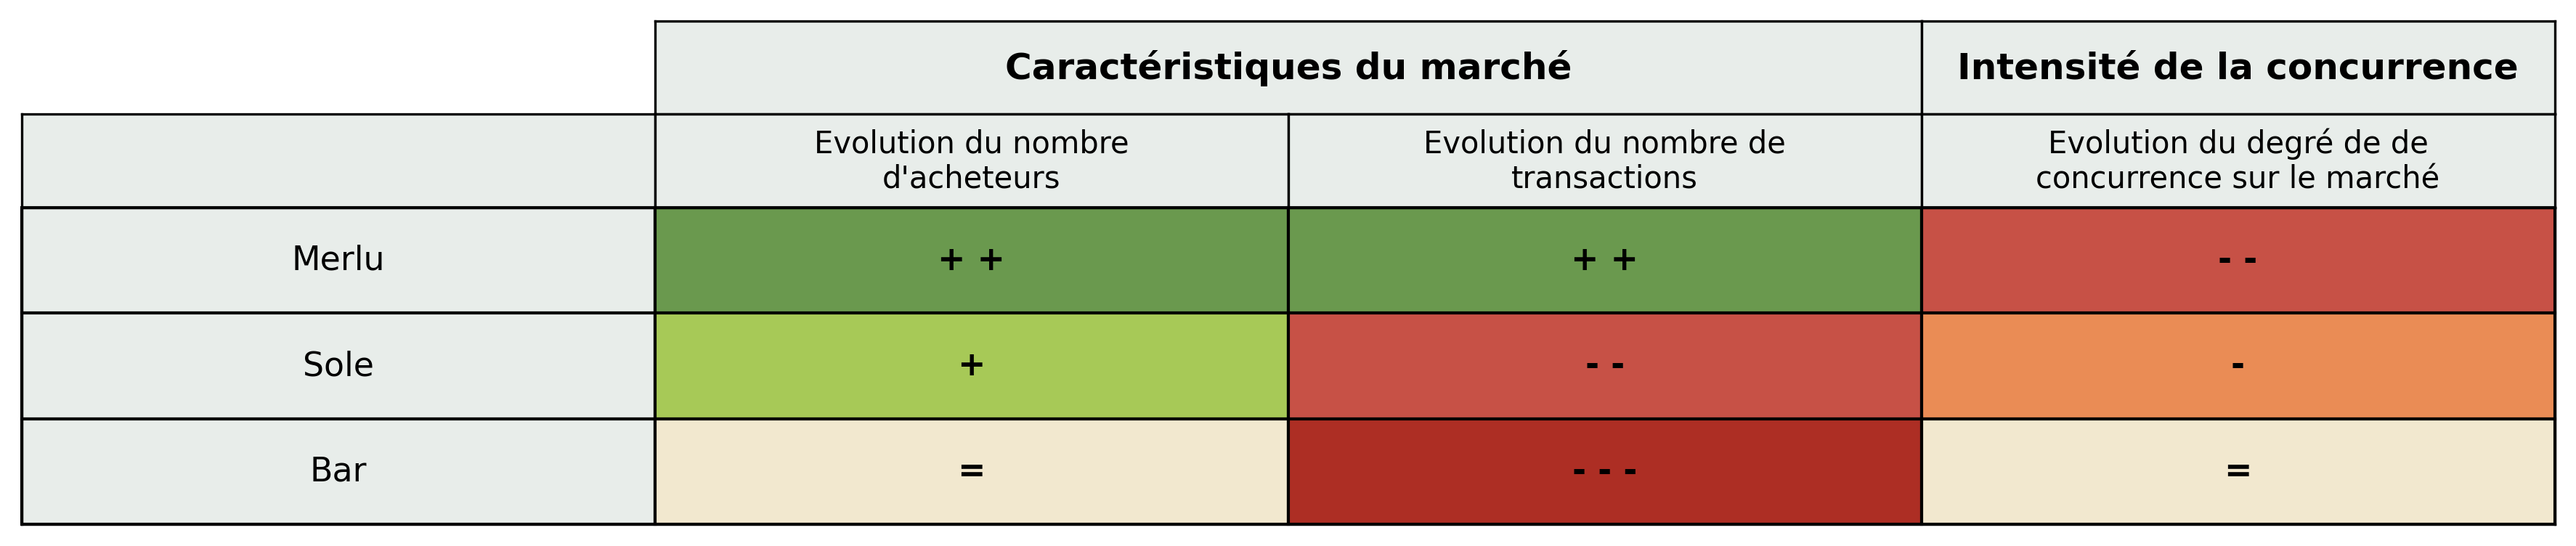 Caractéristiques du marché
Intensité de la concurrence
Evolution du nombre
d'acheteurs
Evolution du nombre de
transactions
Evolution du degré de de
concurrence sur le marché
Merlu
+ +
+ +
- -
Sole
+
- -
-
Bar
=
- - -
=